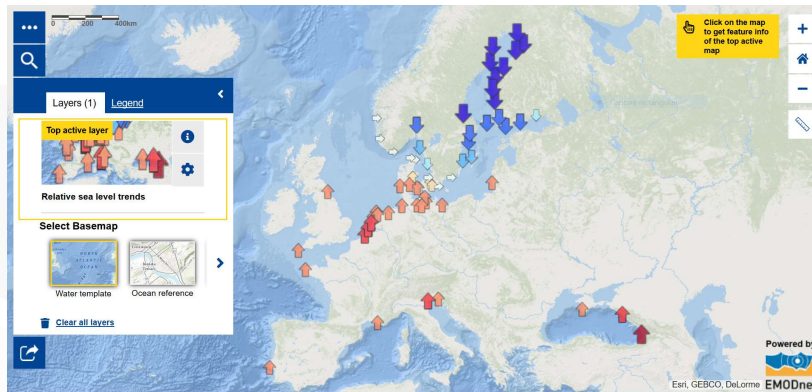 0 200 400km
Click on the map
to get feature info
of the top active
map
Layers (1) Legend
Top active layer
Relative sea level trends
Select Basemap
Water template
Ocean reference
Clear all layers
Powered by
Esri, GEBCO, DeLorme
EMODne